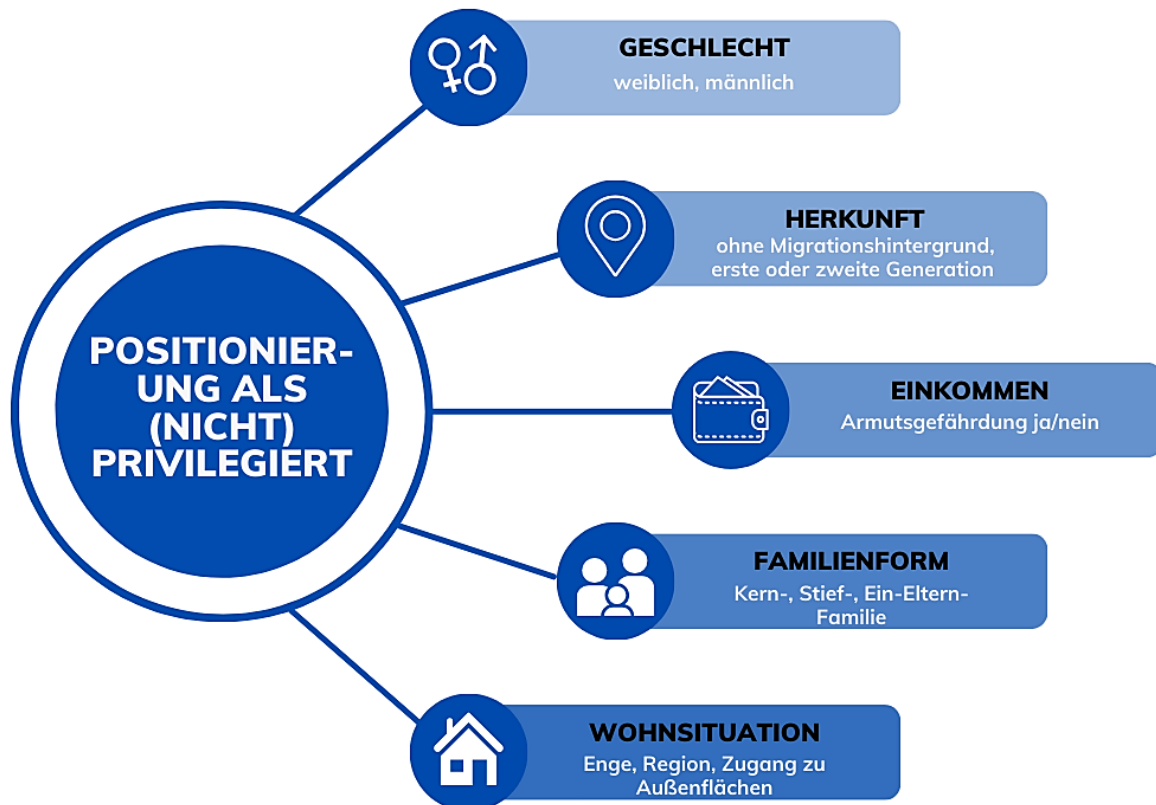 GESCHLECHT
weiblich, männlich
HERKUNFT
ohne Migrationshintergrund,
erste oder zweite Generation
POSITIONIER-
UNG ALS
(NICHT)
PRIVILEGIERT
EINKOMMEN
Armutsgefährdung ja/nein
FAMILIENFORM
Kern-, Stief-, Ein-Eltern-
Familie
WOHNSITUATION
Enge, Region, Zugang zu
Außenflächen